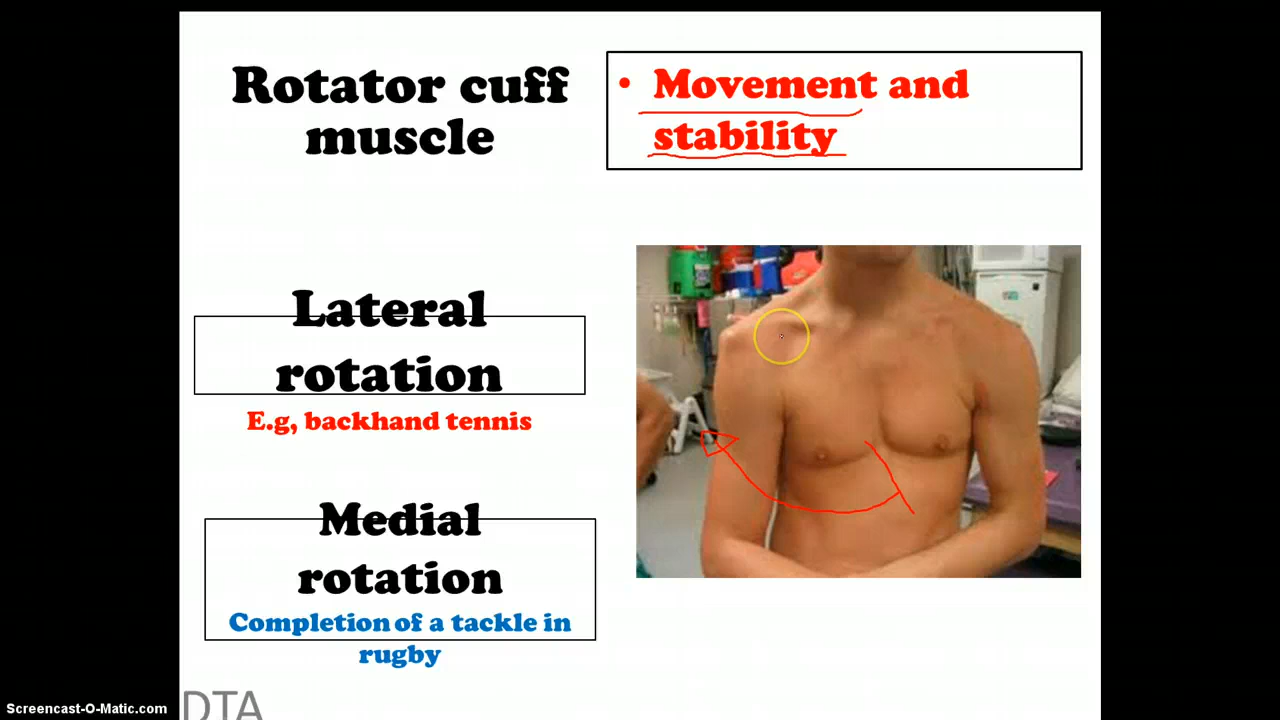 Rotator cuff
muscle
• Movement and
stability
Lateral
rotation
E.g, backhand tennis
Medial
rotation
Completion of a tackle in
rugby
DTA
Screencast-O-Matic.com